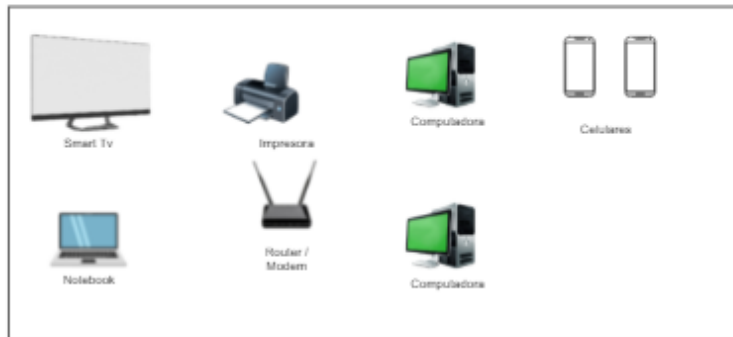 Smart Tv
Impresora
Computadora
Celulares
Notebook
Router /
Modem
Computadora